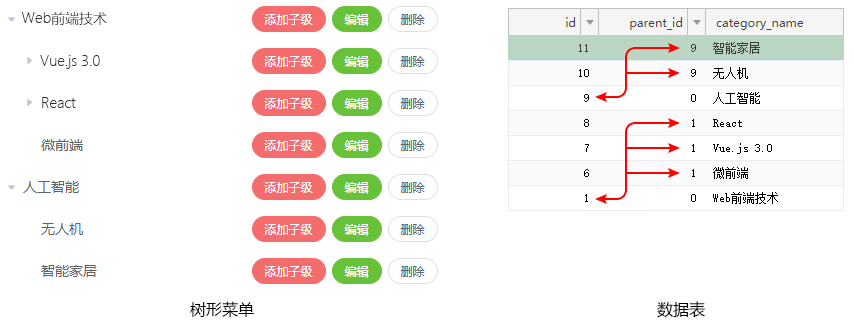 Web前端技术 添加子级 编辑 删除
Vue.js 3.0 添加子级 编辑 删除
React 添加子级 编辑 删除
微前端 添加子级 编辑 删除
人工智能 添加子级 编辑 删除
无人机 添加子级 编辑 删除
智能家居 添加子级 编辑 删除
树形菜单
id parent_id category_name
11 9 智能家居
10 9 无人机
9 0 人工智能
8 1 React
7 1 Vue.js 3.0
6 1 微前端
1 0 Web前端技术
数据表